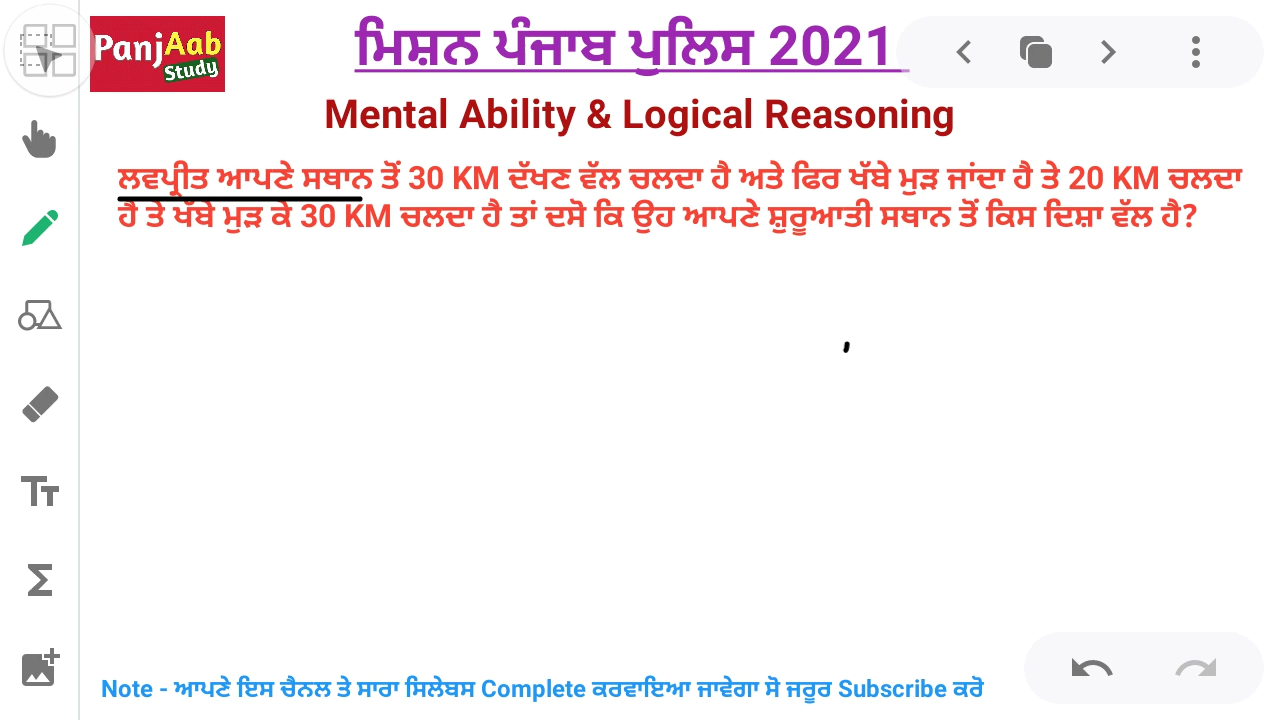 PanjAab
Study
ਮਿਸ਼ਨ ਪੰਜਾਬ ਪੁਲਿਸ 2021
Mental Ability & Logical Reasoning
ਲਵਪ੍ਰੀਤ ਆਪਣੇ ਸਥਾਨ ਤੋਂ 30 KM ਦੱਖਣ ਵੱਲ ਚਲਦਾ ਹੈ ਅਤੇ ਫਿਰ ਖੱਬੇ ਮੁੜ ਜਾਂਦਾ ਹੈ ਤੇ 20 KM ਚਲਦਾ
ਹੈ ਤੇ ਖੱਬੇ ਮੁੜ ਕੇ 30 KM ਚਲਦਾ ਹੈ ਤਾਂ ਦਸੋ ਕਿ ਉਹ ਆਪਣੇ ਸ਼ੁਰੂਆਤੀ ਸਥਾਨ ਤੋਂ ਕਿਸ ਦਿਸ਼ਾ ਵੱਲ ਹੈ?
Note - ਆਪਣੇ ਇਸ ਚੈਨਲ ਤੇ ਸਾਰਾ ਸਿਲੇਬਸ Complete ਕਰਵਾਇਆ ਜਾਵੇਗਾ ਸੋ ਜਰੂਰ Subscribe ਕਰੋ